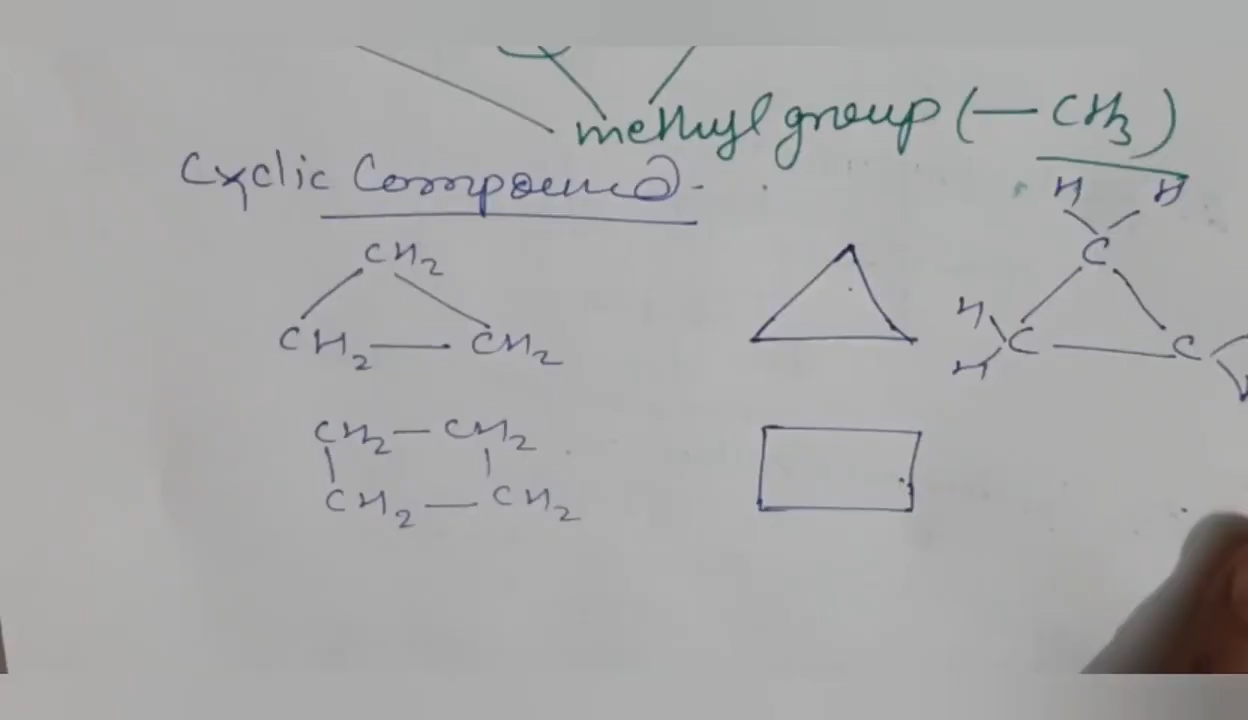 methyl group (— CH3)
Cyclic Compound.
H H
CH2 C
H
CH2 — CH2 C — C
H
CH2 — CH2
CH2 — CH2